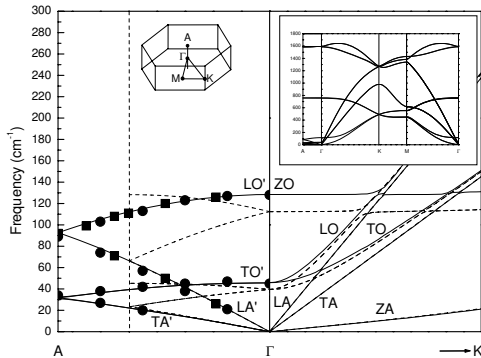 300
280
260
240
220
200
180
160
140
120
100
80
60
40
20
0
Frequency (cm⁻¹)
A
Γ
M
K
1800
1600
1400
1200
1000
800
600
400
200
0
A Γ K M Γ
LO' ZO
TO'
LA'
TA'
LO
TO
LA
TA
ZA
A Γ K